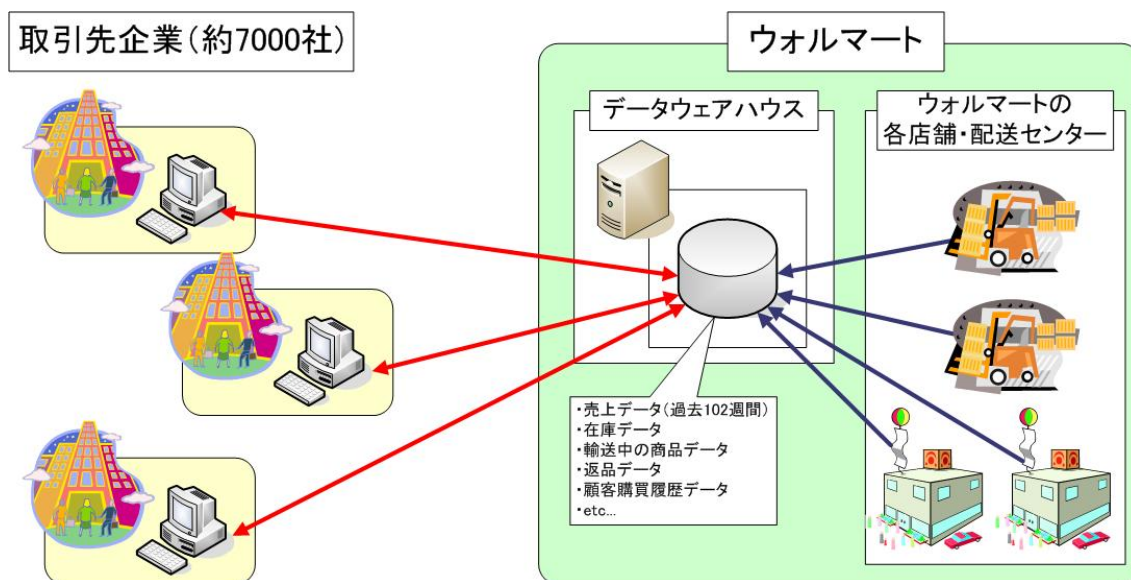 取引先企業(約7000社)
ウォルマート
データウェアハウス
ウォルマートの
各店舗・配送センター
・売上データ(過去102週間)
・在庫データ
・輸送中の商品データ
・返品データ
・顧客購買履歴データ
・etc...